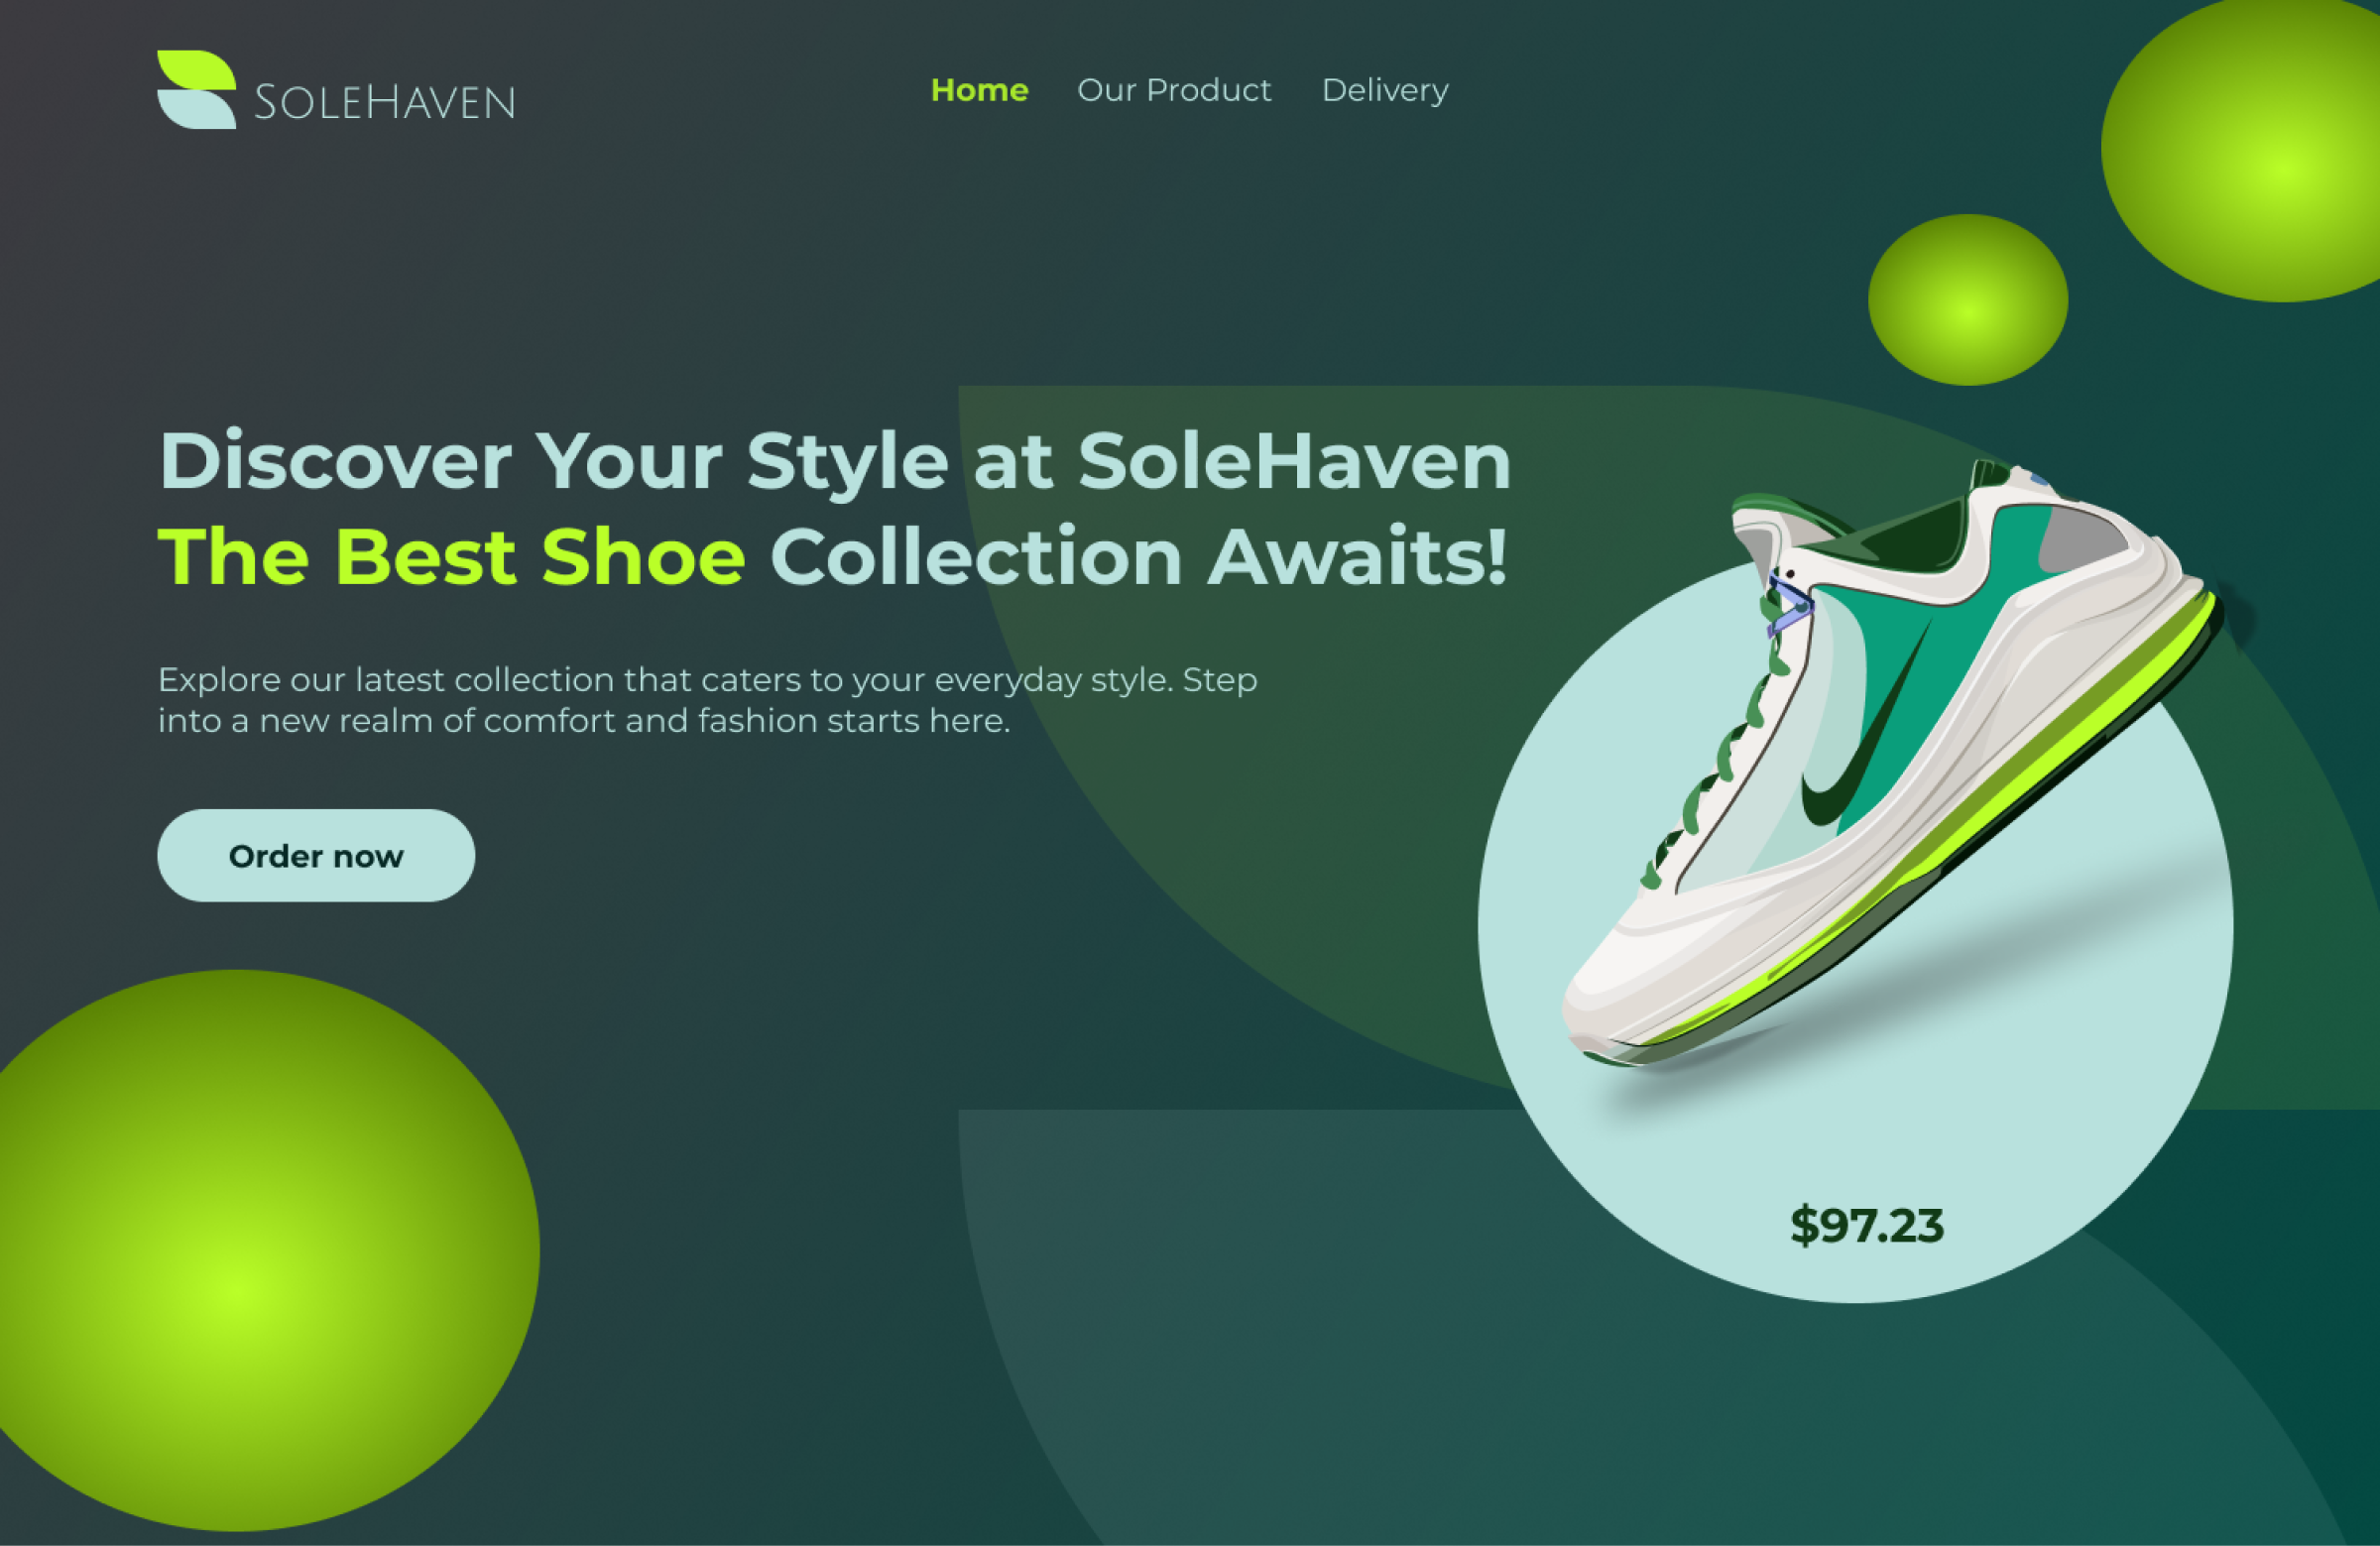 SOLEHAVEN
Home Our Product Delivery
Discover Your Style at SoleHaven
The Best Shoe Collection Awaits!
Explore our latest collection that caters to your everyday style. Step
into a new realm of comfort and fashion starts here.
Order now
$97.23